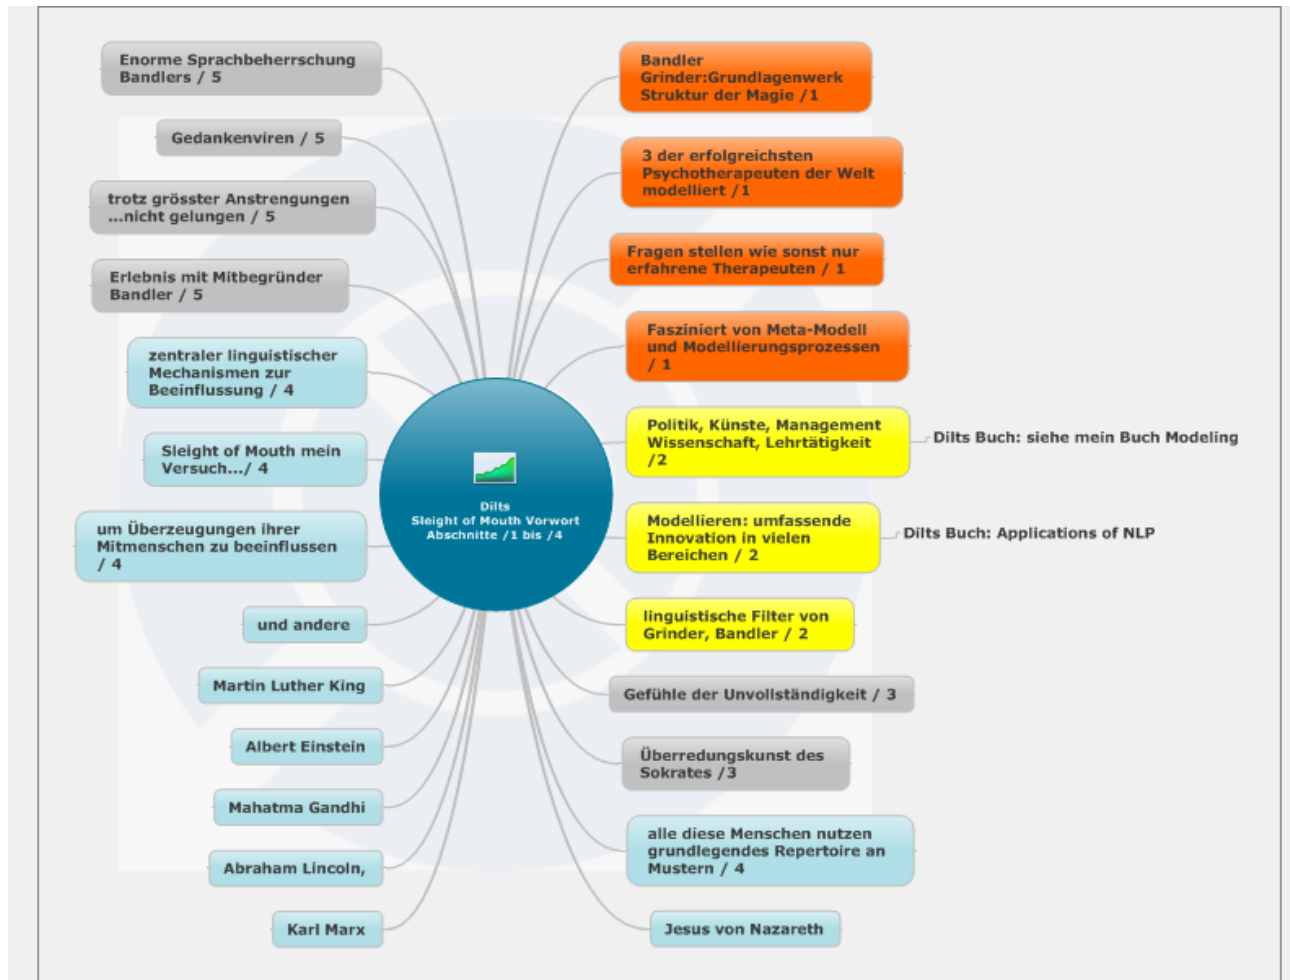 Dilts
Sleight of Mouth Vorwort
Abschnitte /1 bis /4
Bandler
Grinder:Grundlagenwerk
Struktur der Magie /1
3 der erfolgreichsten
Psychotherapeuten der Welt
modelliert /1
Fragen stellen wie sonst nur
erfahrene Therapeuten / 1
Fasziniert von Meta-Modell
und Modellierungsprozessen
/ 1
Politik, Künste, Management
Wissenschaft, Lehrtätigkeit
/2
Dilts Buch: siehe mein Buch Modeling
Modellieren: umfassende
Innovation in vielen
Bereichen / 2
Dilts Buch: Applications of NLP
linguistische Filter von
Grinder, Bandler / 2
Gefühle der Unvollständigkeit / 3
Überredungskunst des
Sokrates /3
alle diese Menschen nutzen
grundlegendes Repertoire an
Mustern / 4
Jesus von Nazareth
Karl Marx
Abraham Lincoln,
Mahatma Gandhi
Albert Einstein
Martin Luther King
und andere
um Überzeugungen ihrer
Mitmenschen zu beeinflussen
/ 4
Sleight of Mouth mein
Versuch.../ 4
zentraler linguistischer
Mechanismen zur
Beeinflussung / 4
Erlebnis mit Mitbegründer
Bandler / 5
trotz grösster Anstrengungen
...nicht gelungen / 5
Gedankenviren / 5
Enorme Sprachbeherrschung
Bandlers / 5